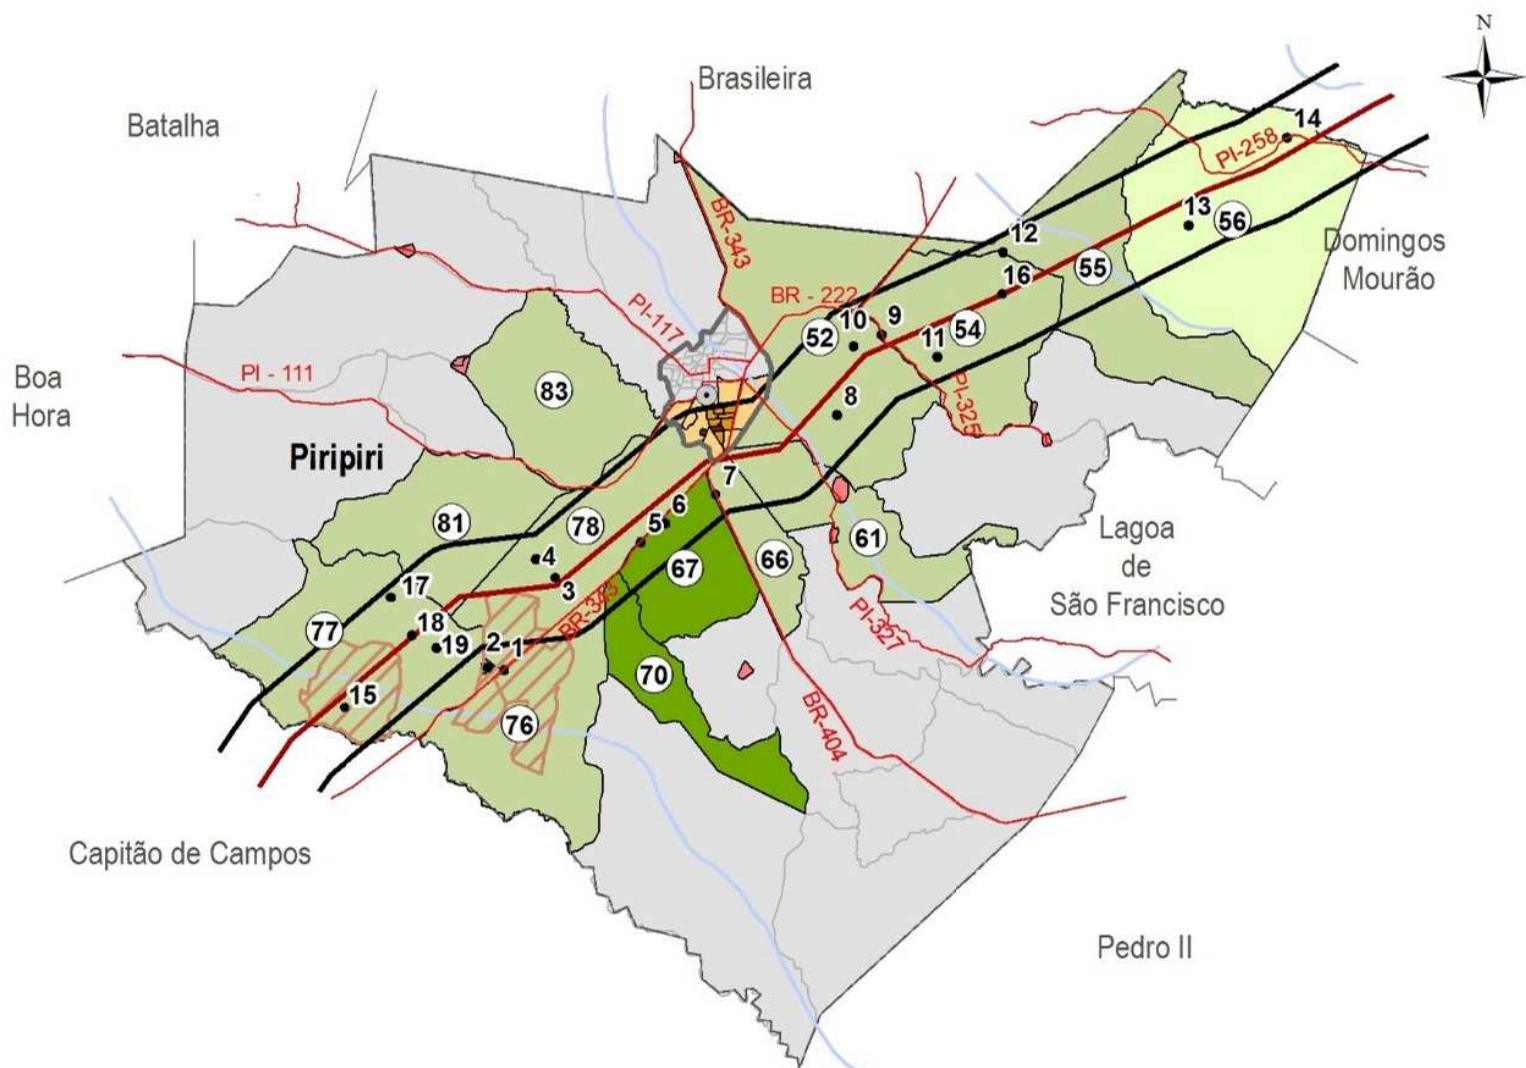 N
Brasileira
Batalha
14
PI-258
13
56
Domingos
Mourão
12
55
BR-343
16
BR - 222
PI-117
10
9
52
54
11
PI - 111
Boa
Hora
83
8
PI-325
Piripiri
7
6
5
81
78
Lagoa
de
São Francisco
61
4
3
67
66
17
BR-343
PI-327
77
18
19
2
1
70
15
76
BR-404
Capitão de Campos
Pedro II